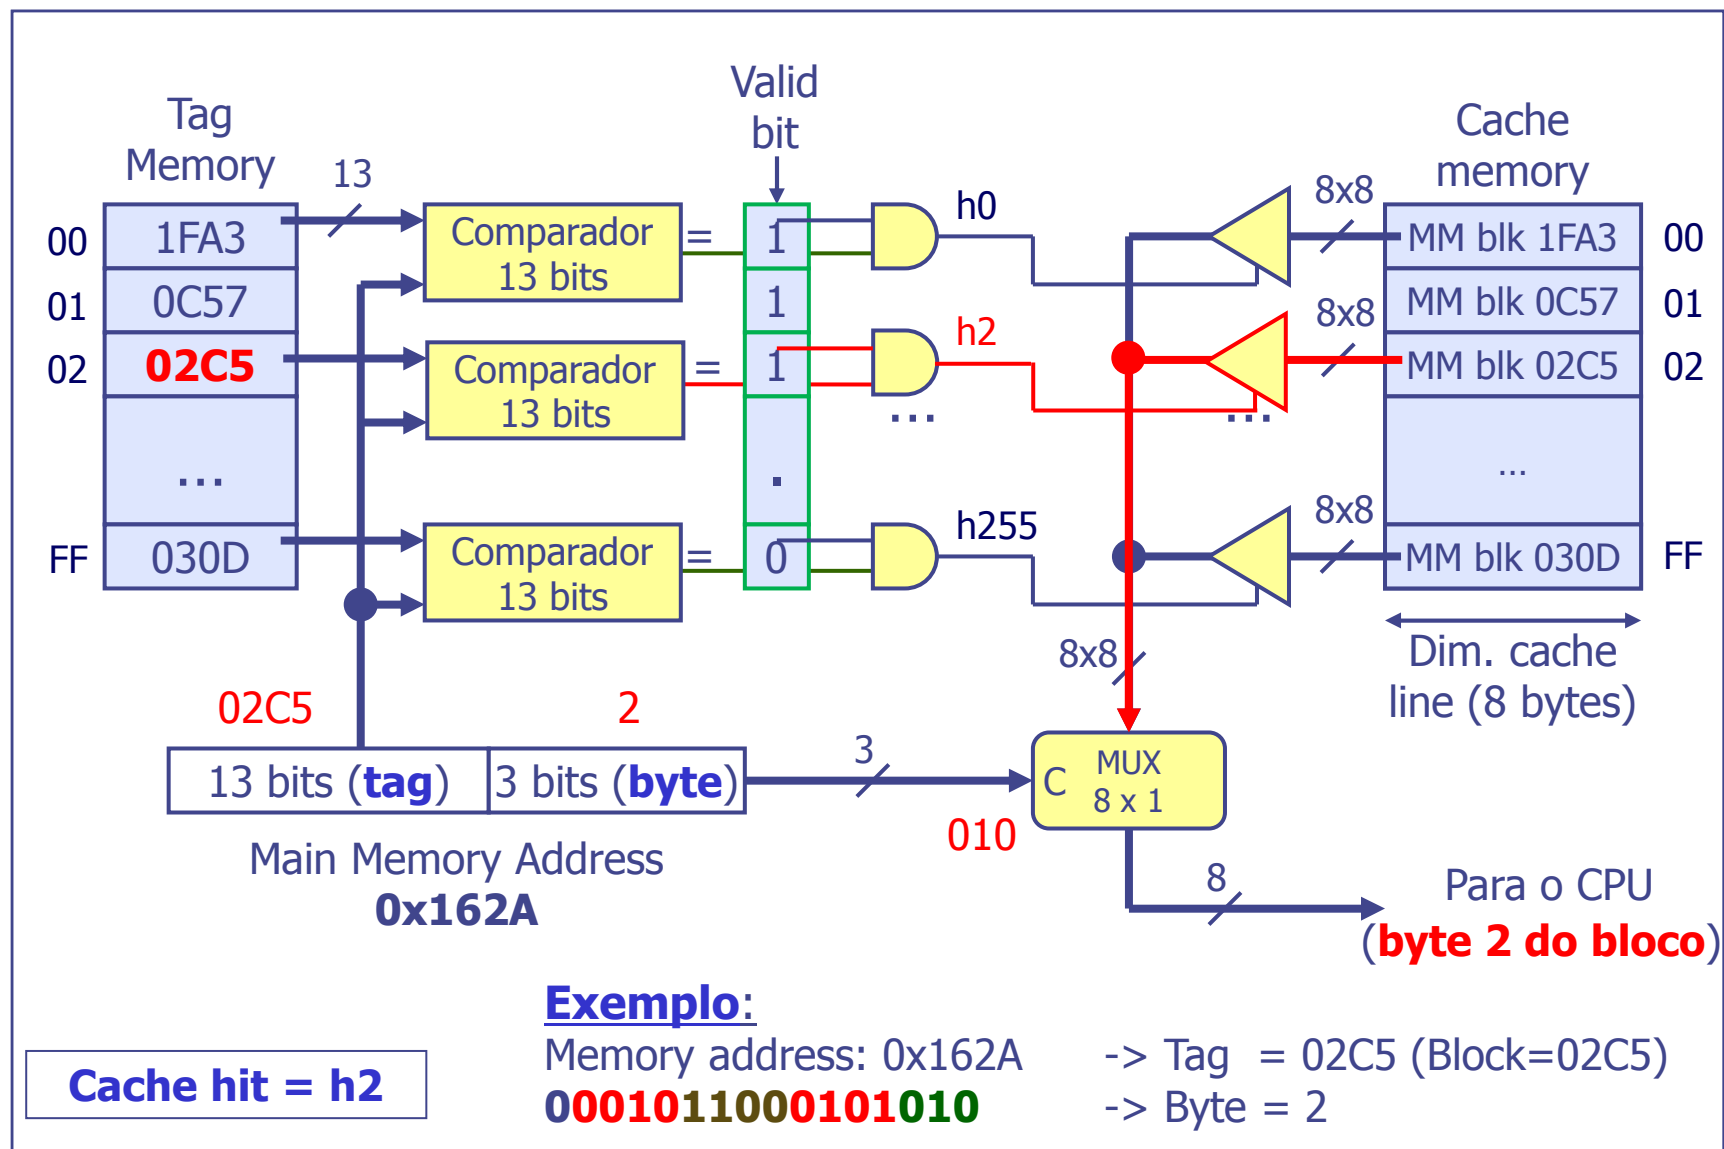 Tag
Memory
Valid
bit
Cache
memory
13
8x8
00
1FA3
Comparador
13 bits
=
1
h0
MM blk 1FA3
00
01
0C57
1
8x8
MM blk 0C57
01
02
02C5
Comparador
13 bits
=
1
h2
MM blk 02C5
02
...
...
...
.
...
FF
030D
Comparador
13 bits
=
0
h255
8x8
MM blk 030D
FF
8x8
Dim. cache
line (8 bytes)
02C5
2
13 bits (tag)
3 bits (byte)
3
C
MUX
8 x 1
010
Main Memory Address
0x162A
8
Para o CPU
(byte 2 do bloco)
Exemplo:
Memory address: 0x162A -> Tag = 02C5 (Block=02C5)
0001011000101010 -> Byte = 2
Cache hit = h2